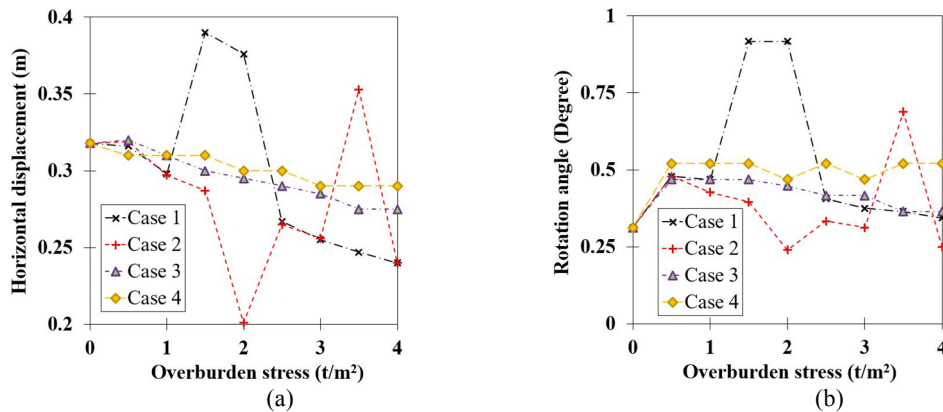 0.4
0.35
0.3
0.25
0.2
Horizontal displacement (m)
Case 1
Case 2
Case 3
Case 4
0 1 2 3 4
Overburden stress (t/m²)
(a)
1
0.75
0.5
0.25
0
Rotation angle (Degree)
Case 1
Case 2
Case 3
Case 4
0 1 2 3 4
Overburden stress (t/m²)
(b)